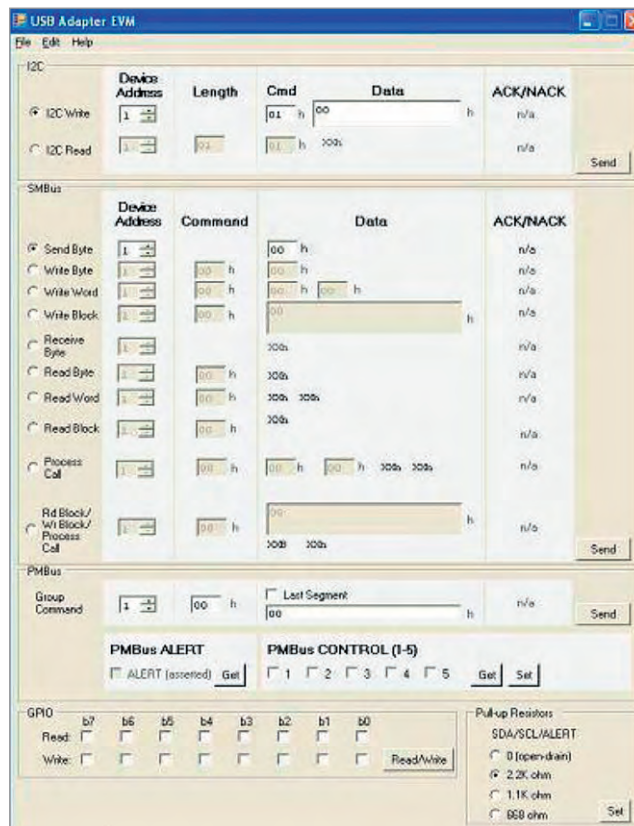 USB Adapter EVM
File Edit Help
I2C
Device Address Length Cmd Data ACK/NACK
I2C Write 1 01 h 00 h n/a
I2C Read 1 01 01 h XXh n/a
Send
SMBus
Device Address Command Data ACK/NACK
Send Byte 1 00 h n/a
Write Byte 1 00 h 00 h n/a
Write Word 1 00 h 00 h 00 h n/a
Write Block 1 00 h 00 h n/a
Receive Byte 1 XXh n/a
Read Byte 1 00 h XXh n/a
Read Word 1 00 h XXh XXh n/a
Read Block 1 00 h XXh n/a
Process Call 1 00 h 00 h 00 h XXh XXh n/a
Rd Block/ Wi Block/ Process Call 1 00 h 00 h n/a
XXB XXh
Send
PMBus
Group Command 1 00 h Last Segment 00 h n/a Send
PMBus ALERT PMBus CONTROL (1-5)
ALERT (asserted) Get 1 2 3 4 5 Get Set
GPIO
b7 b6 b5 b4 b3 b2 b1 b0
Read:
Write: Read/Write
Pull-up Resistors
SDA/SCL/ALERT
0 (open-drain)
2.2K ohm
1.1K ohm
668 ohm
Set